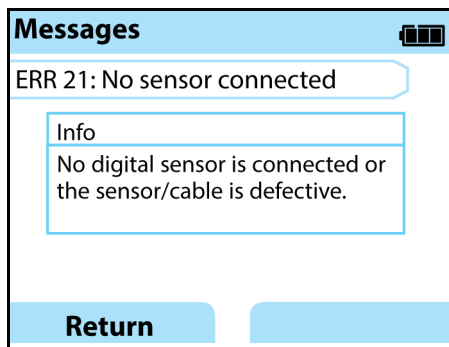 Messages
ERR 21: No sensor connected
Info
No digital sensor is connected or
the sensor/cable is defective.
Return